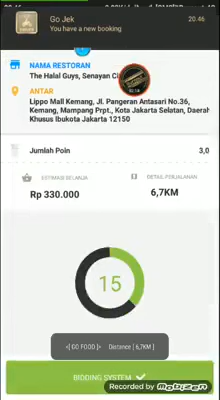 Go Jek
You have a new booking
20.46
NAMA RESTORAN
The Halal Guys, Senayan Ci
ANTAR
Lippo Mall Kemang, Jl. Pangeran Antasari No.36,
Kemang, Mampang Prpt., Kota Jakarta Selatan, Daerah
Khusus Ibukota Jakarta 12150
Jumlah Poin
3,0
ESTIMASI BELANJA
DETAIL PERJALANAN
Rp 330.000
6,7KM
15
=[ GO FOOD ]= Distance [ 6,7KM ]
BIDDING SYSTEM
Recorded by Mobizen